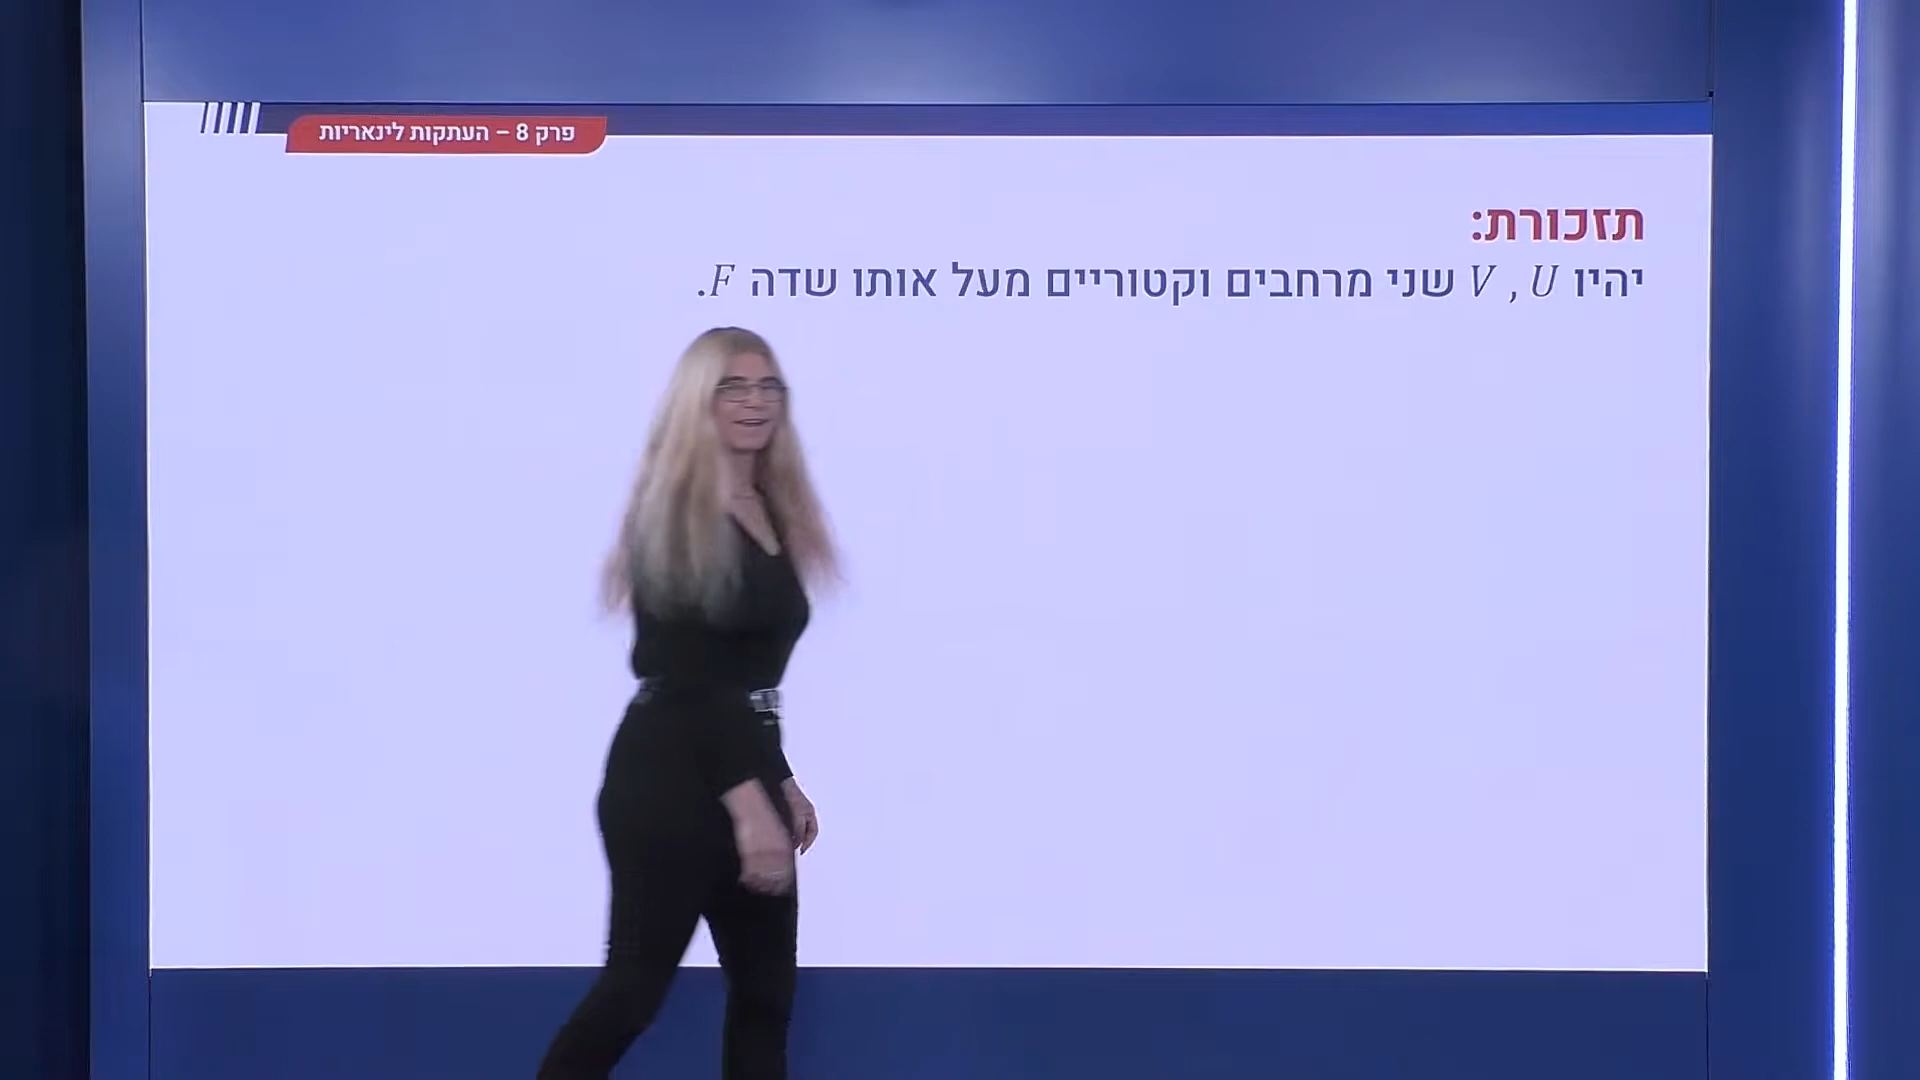 פרק 8 – העתקות לינאריות
תזכורת:
יהיו V , U שני מרחבים וקטוריים מעל אותו שדה F.